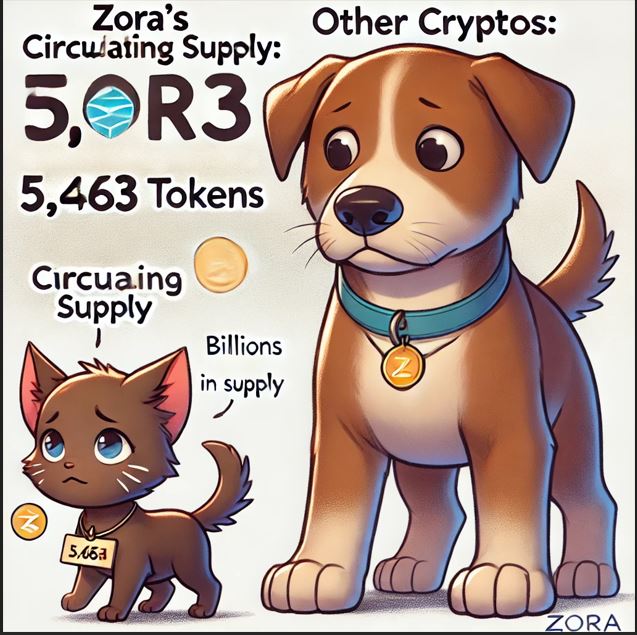 Zora's
Circulating Supply:
5,OR3
5,463 Tokens
Circuaing
Supply
Billions
in supply
Z
5,463
Other Cryptos:
Z
ZORA